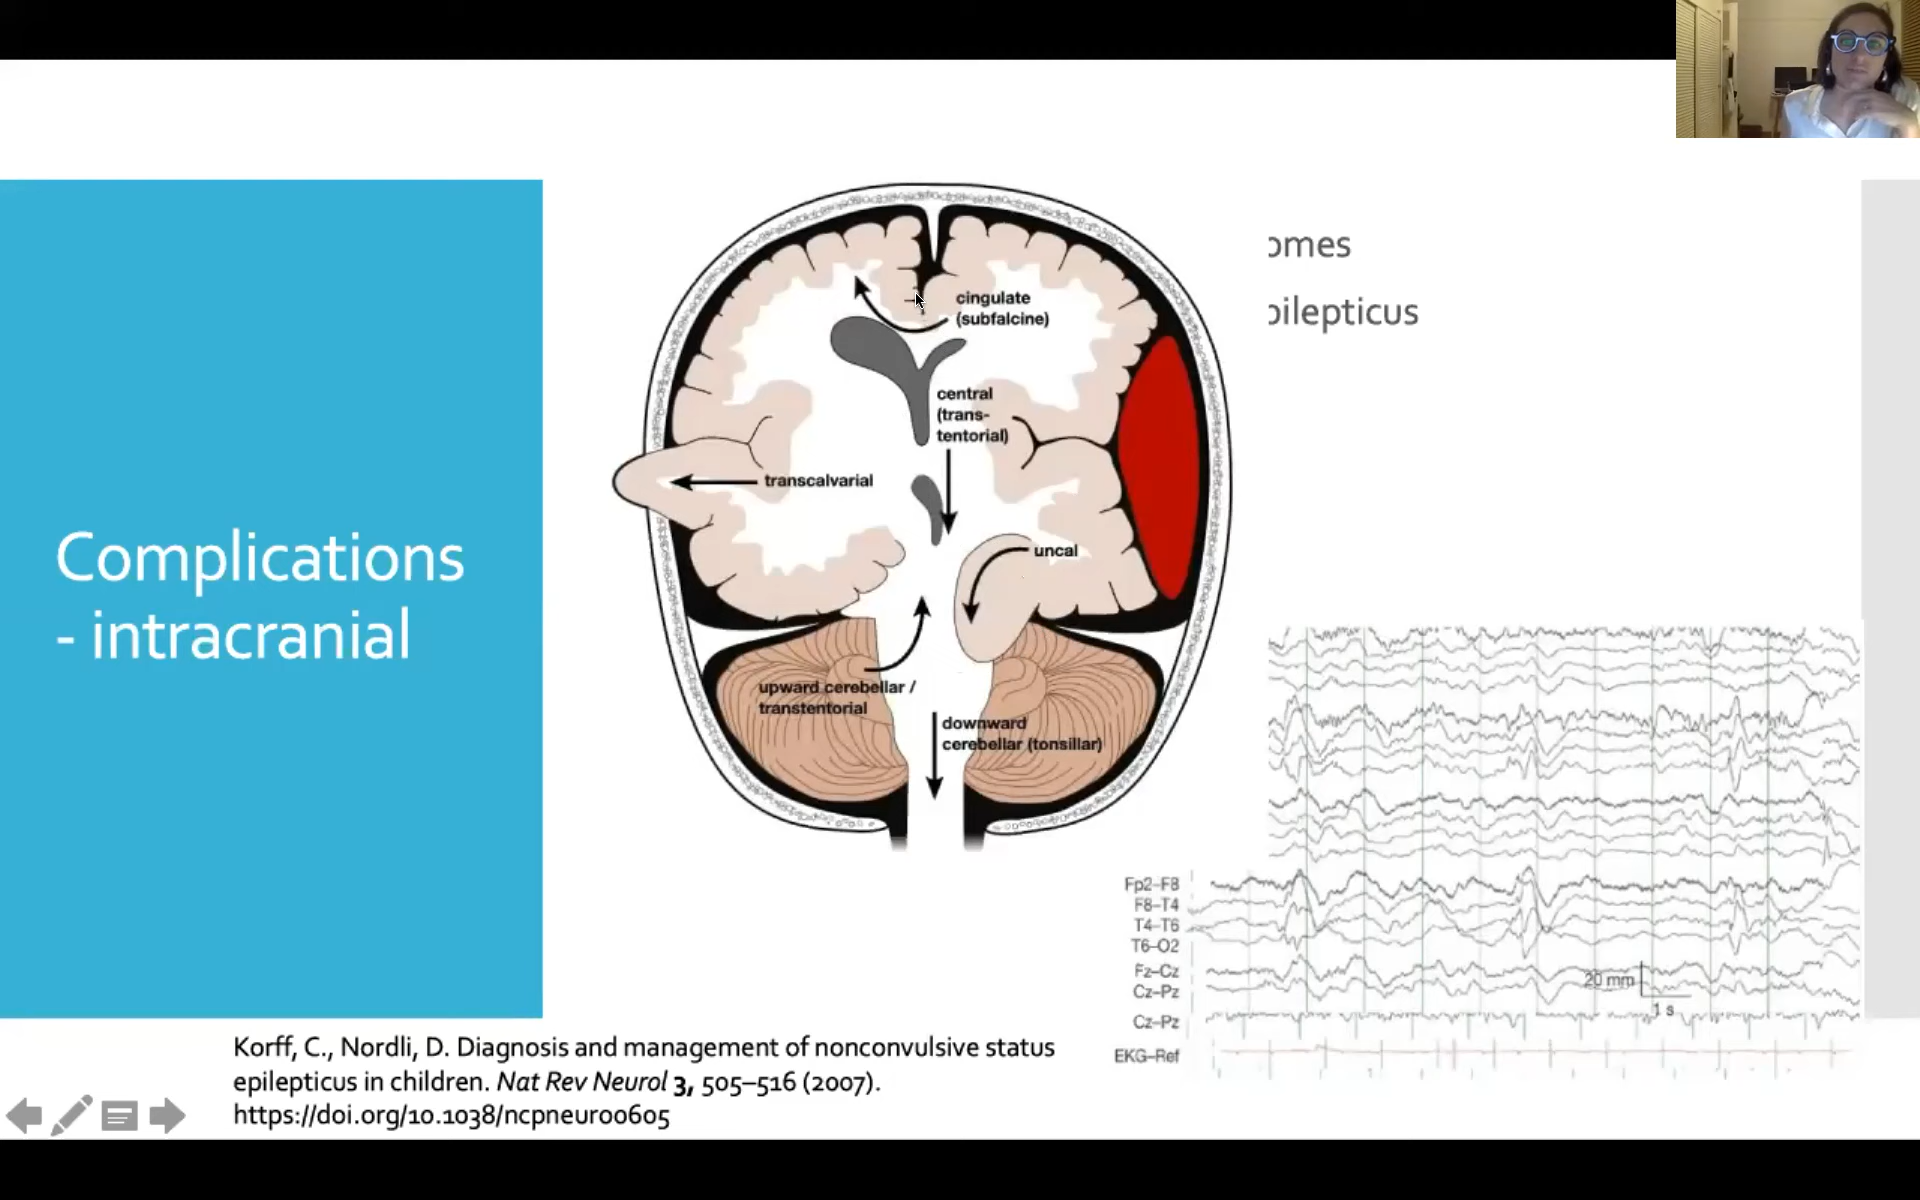 Complications
- intracranial
omes
pilepticus
cingulate
(subfalcine)
central
(trans-
tentorial)
transcalvarial
uncal
upward cerebellar /
transtentorial
downward
cerebellar (tonsillar)
Fp2–F8
F8–T4
T4–T6
T6–O2
Fz–Cz
Cz–Pz
Cz–Pz
EKG–Ref
20 mm
1 s
Korff, C., Nordli, D. Diagnosis and management of nonconvulsive status
epilepticus in children. Nat Rev Neurol 3, 505–516 (2007).
https://doi.org/10.1038/ncpneuro0605